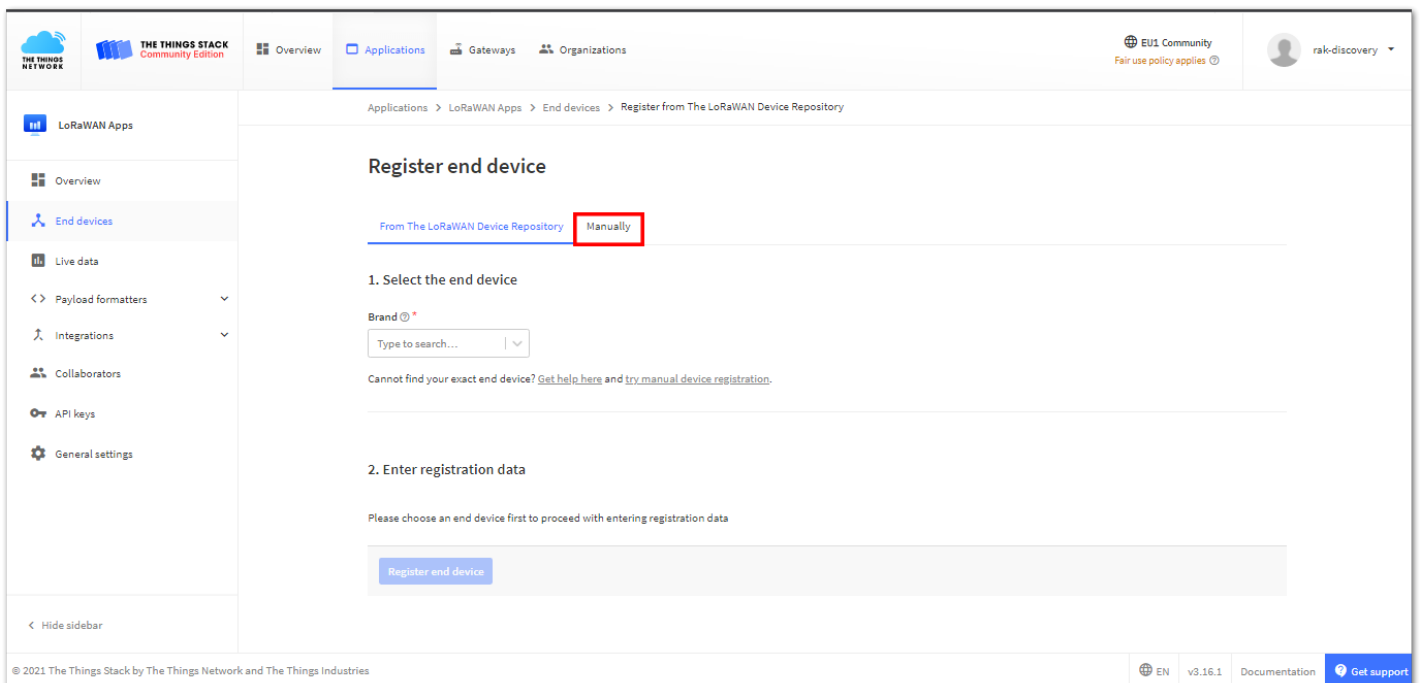 THE THINGS
NETWORK
THE THINGS STACK
Community Edition
Overview
Applications
Gateways
Organizations
EU1 Community
Fair use policy applies
rak-discovery
LoRaWAN Apps
Applications > LoRaWAN Apps > End devices > Register from The LoRaWAN Device Repository
Overview
End devices
Live data
Payload formatters
Integrations
Collaborators
API keys
General settings
Hide sidebar
Register end device
From The LoRaWAN Device Repository
Manually
1. Select the end device
Brand *
Type to search...
Cannot find your exact end device? Get help here and try manual device registration.
2. Enter registration data
Please choose an end device first to proceed with entering registration data
Register end device
© 2021 The Things Stack by The Things Network and The Things Industries
EN
v3.16.1
Documentation
Get support